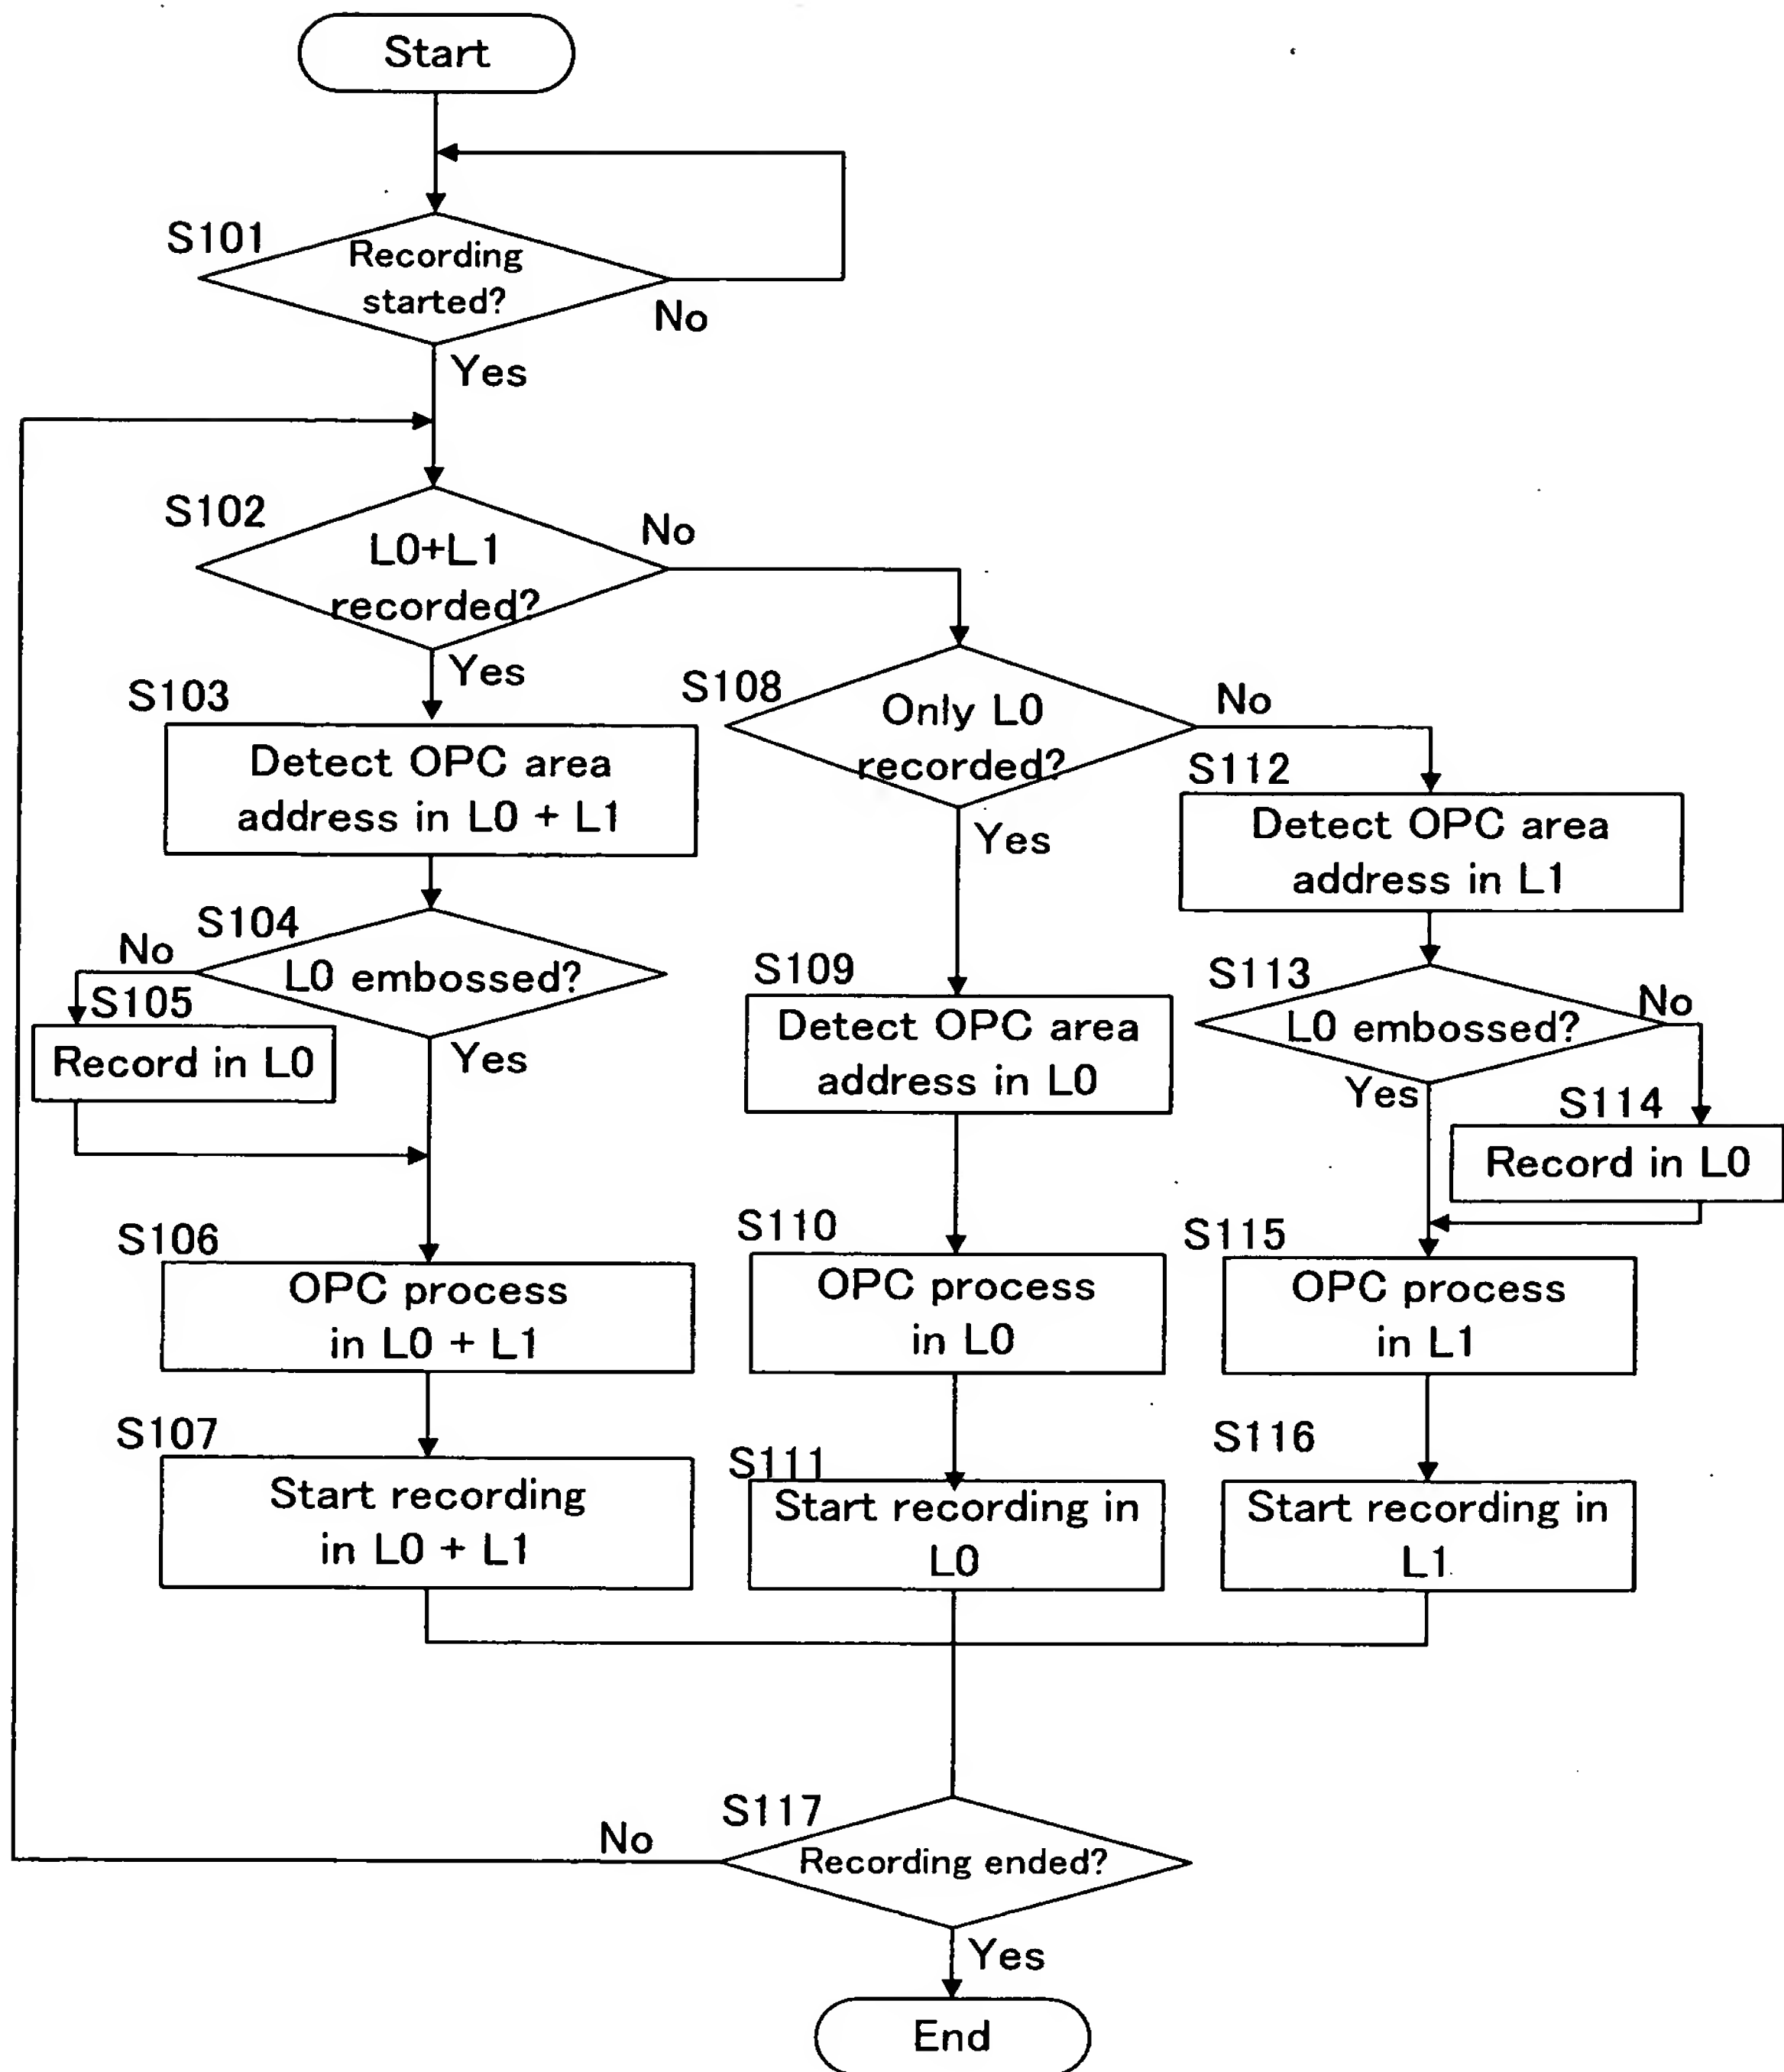 Start
S101
Recording
started?
No
Yes
S102
L0+L1
recorded?
No
Yes
S103
Detect OPC area
address in L0 + L1
S104
L0 embossed?
No
Yes
S105
Record in L0
S106
OPC process
in L0 + L1
S107
Start recording
in L0 + L1
S108
Only L0
recorded?
No
Yes
S109
Detect OPC area
address in L0
S110
OPC process
in L0
S111
Start recording in
L0
S112
Detect OPC area
address in L1
S113
L0 embossed?
No
Yes
S114
Record in L0
S115
OPC process
in L1
S116
Start recording in
L1
S117
Recording ended?
No
Yes
End